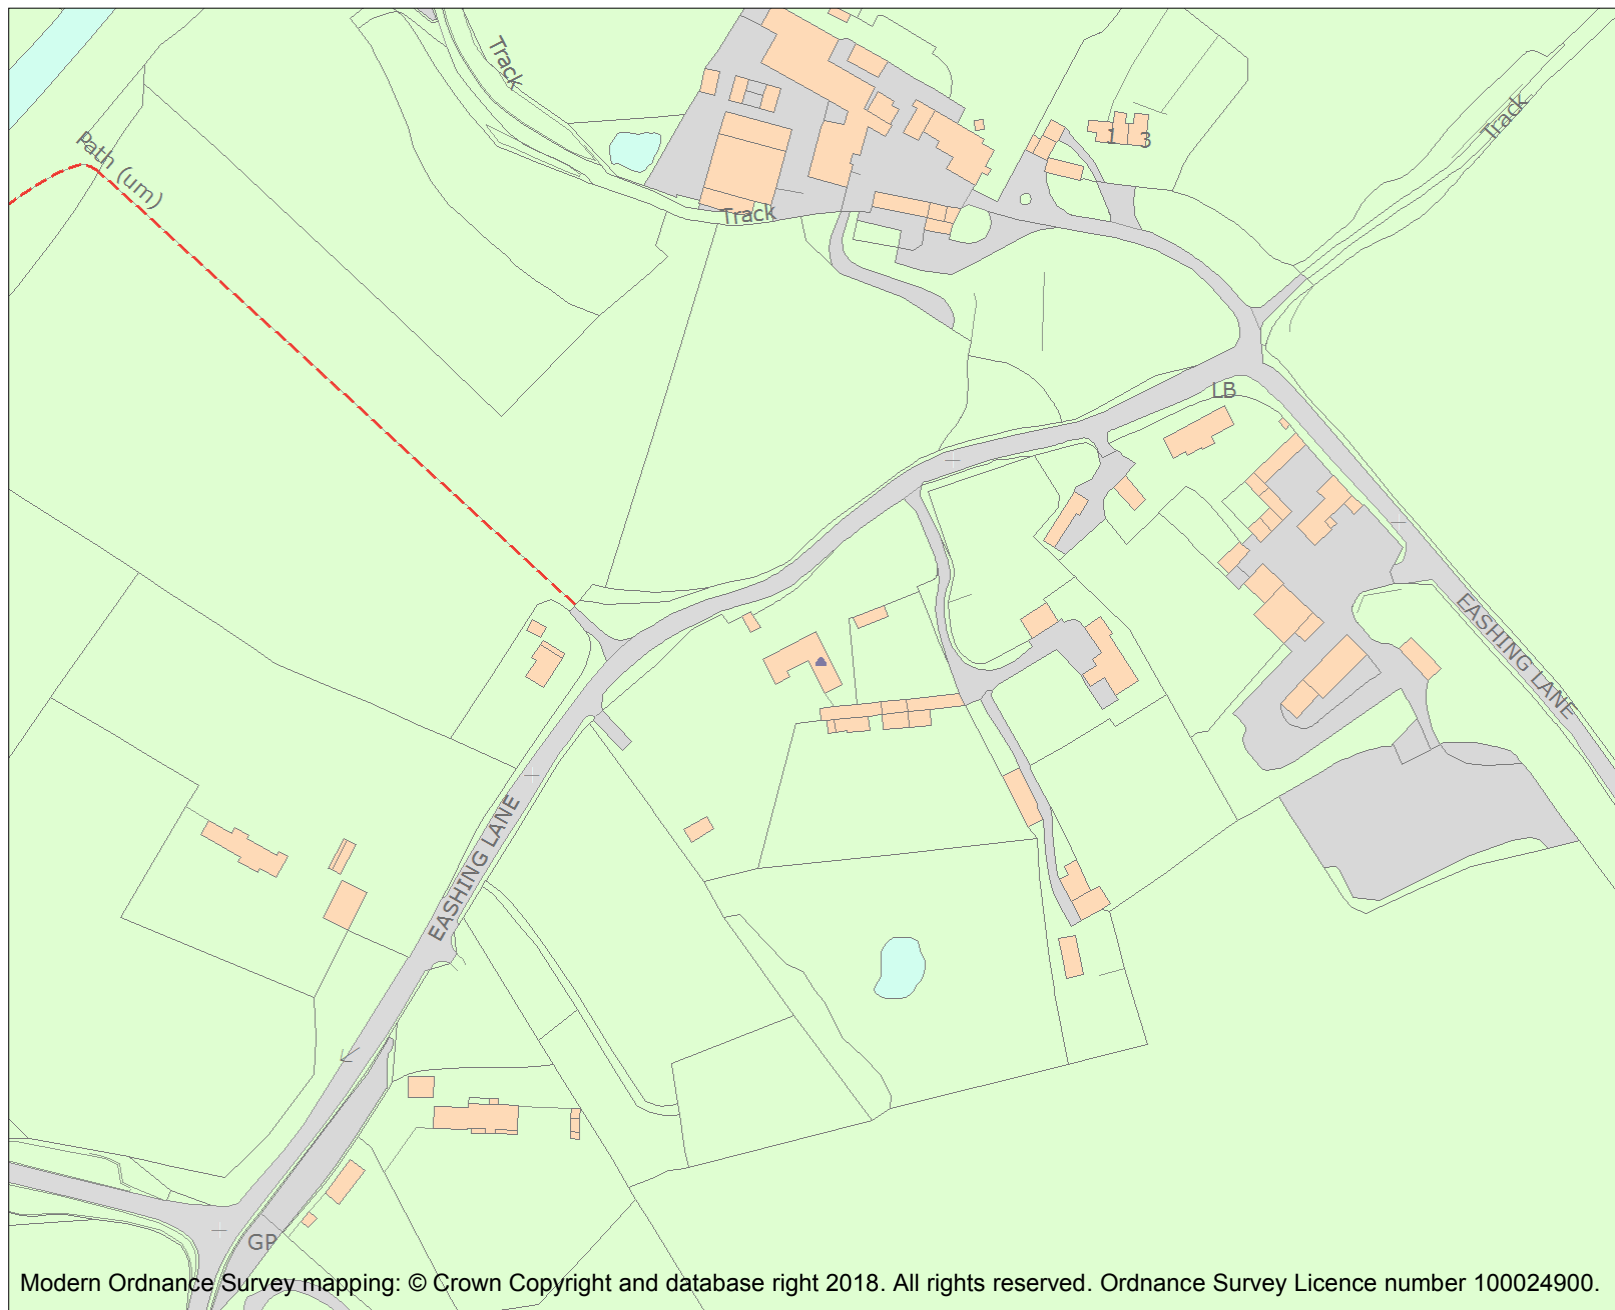 Track
Track
Path (um)
1 3
Track
LB
EASHING LANE
EASHING LANE
GP
Modern Ordnance Survey mapping: © Crown Copyright and database right 2018. All rights reserved. Ordnance Survey Licence number 100024900.